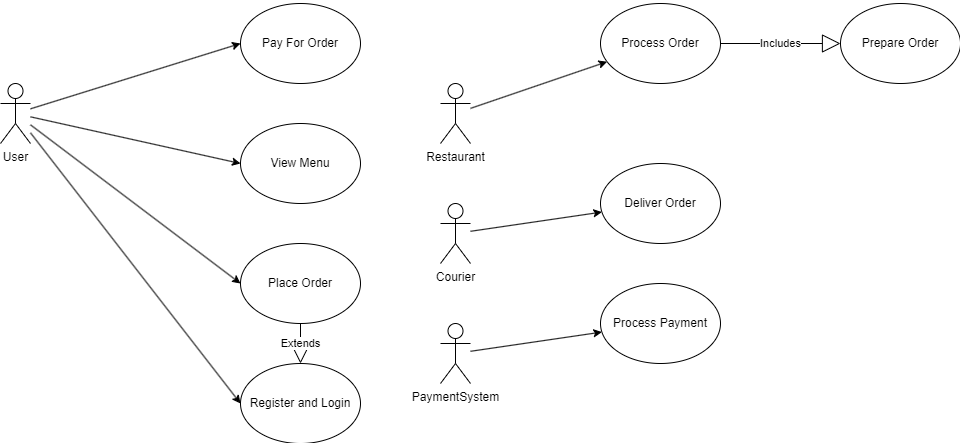 Pay For Order
Process Order
Includes
Prepare Order
User
Restaurant
View Menu
Deliver Order
Courier
Place Order
Process Payment
Extends
PaymentSystem
Register and Login